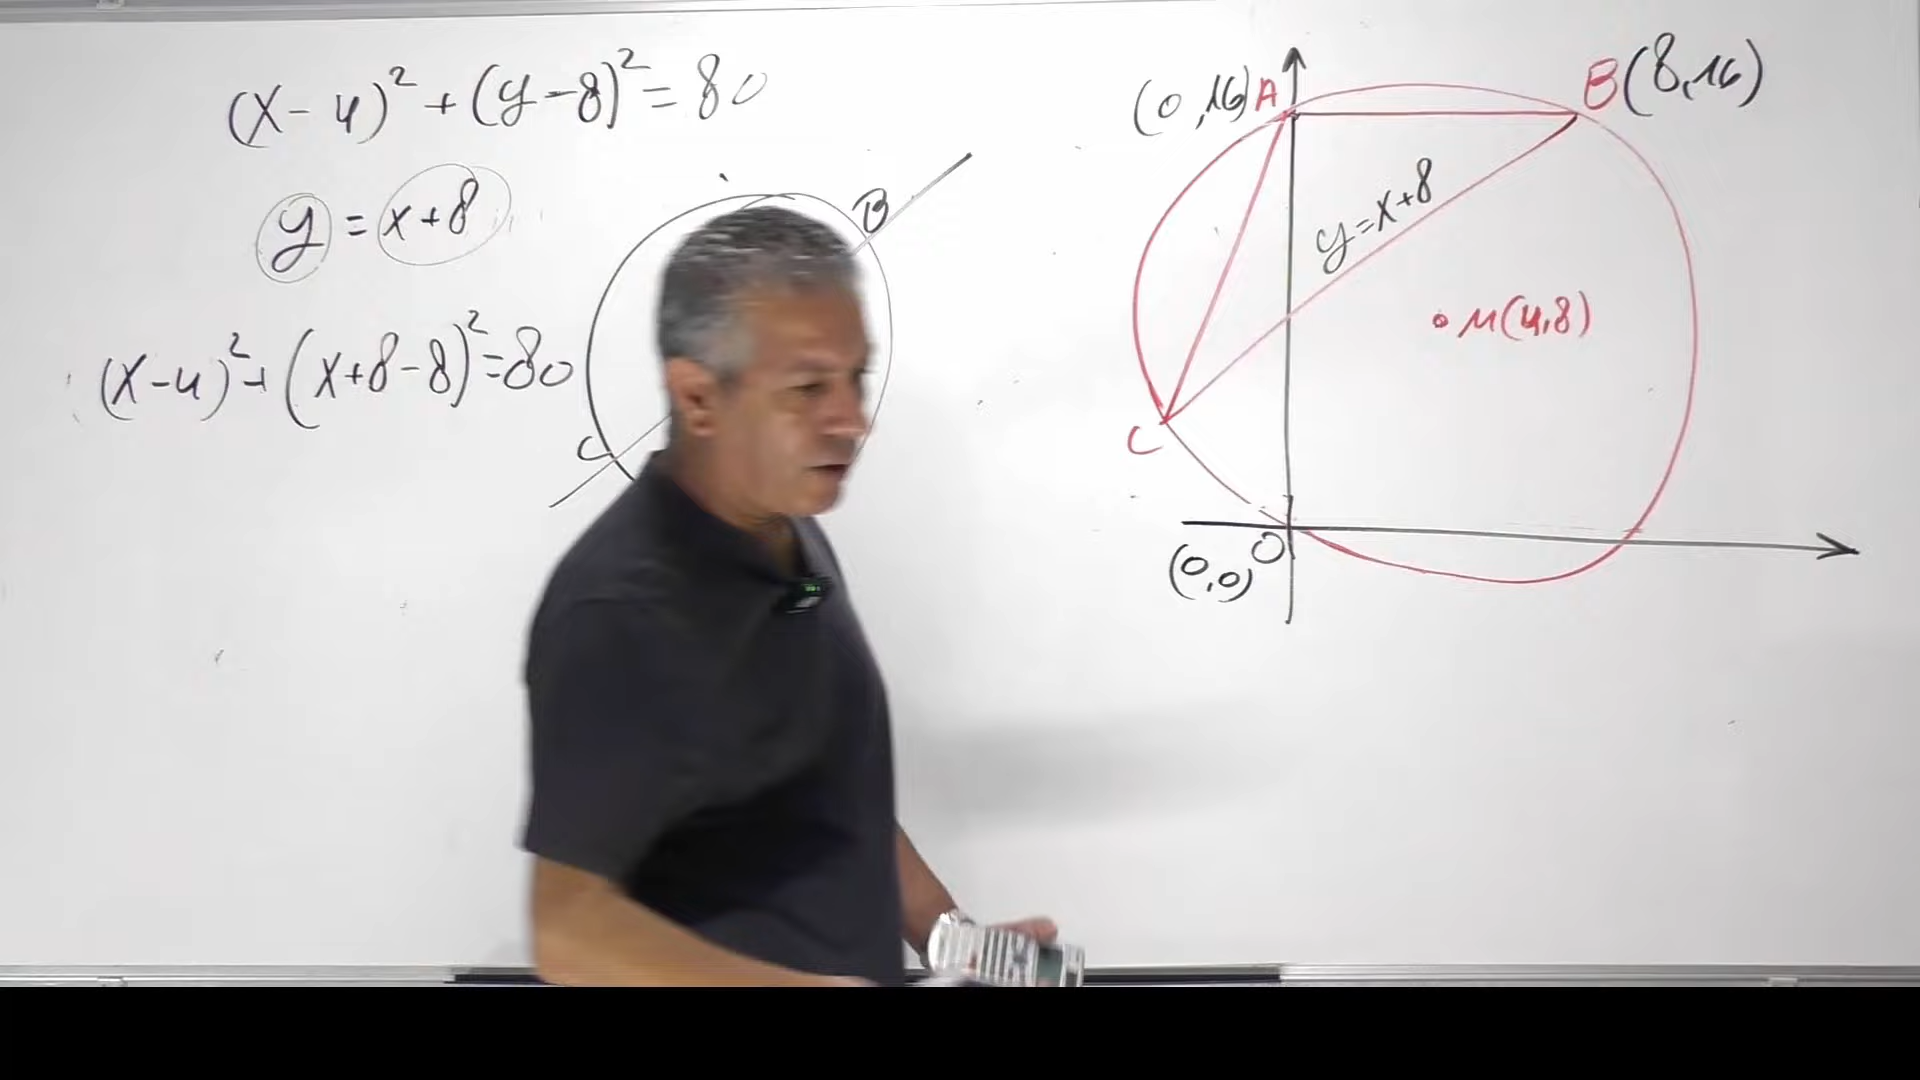 (x-4)²+(y-8)²=80
y=x+8
(x-4)²+(x+8-8)²=80
B
C
(0,16) A
B(8,16)
y=x+8
M(4,8)
C
O
(0,0)